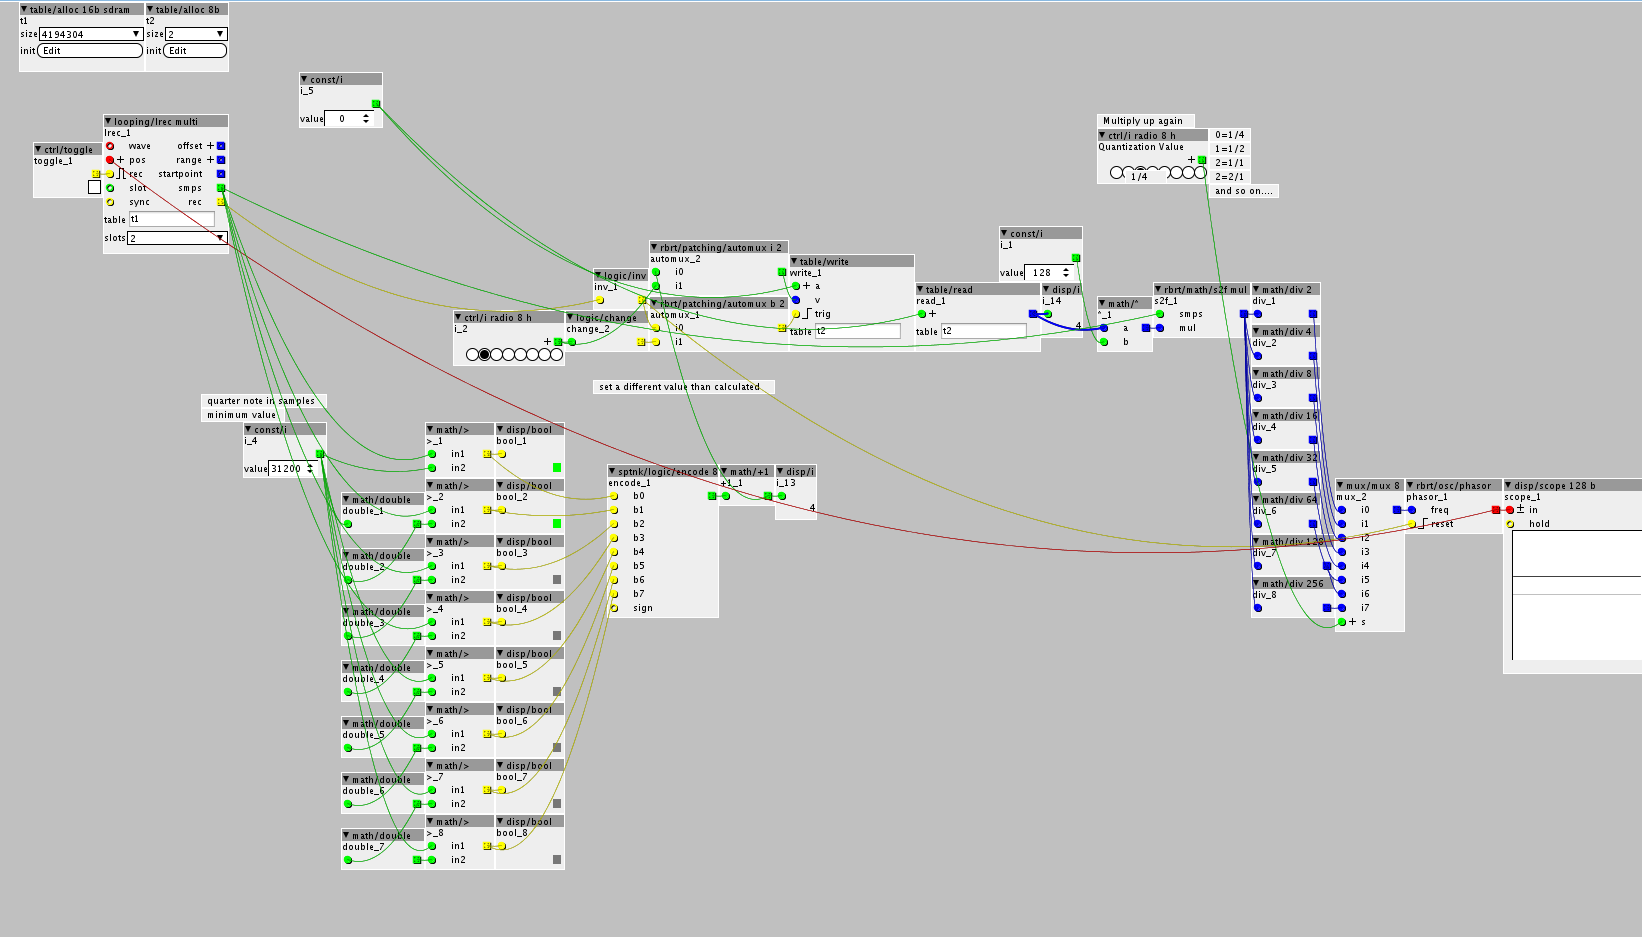 table/alloc 16b sdram
t1
size 4194304
init Edit
table/alloc 8b
t2
size 2
init Edit
const/i
i_5
value 0
looping/lrec multi
lrec_1
wave offset +
+ pos range +
rec startpoint
slot smps
sync rec
table t1
slots 2
ctrl/toggle
toggle_1
Multiply up again
ctrl/i radio 8 h
Quantization Value
+
1/4
0=1/4
1=1/2
2=1/1
2=2/1
and so on....
const/i
i_1
value 128
rbrt/patching/automux i 2
automux_2
i0
i1
logic/inv
inv_1
rbrt/patching/automux b 2
automux_1
i0
i1
table/write
write_1
+ a
v
trig
table t2
table/read
read_1
+
table t2
disp/i
i_14
4
math/*
*_1
a
b
rbrt/math/s2f mul
s2f_1
smps
mul
ctrl/i radio 8 h
i_2
+
logic/change
change_2
set a different value than calculated
math/div 2
div_1
math/div 4
div_2
math/div 8
div_3
math/div 16
div_4
math/div 32
div_5
math/div 64
div_6
math/div 128
div_7
math/div 256
div_8
quarter note in samples
minimum value
const/i
i_4
value 31200
math/>
>_1
in1
in2
disp/bool
bool_1
math/double
double_1
math/>
>_2
in1
in2
disp/bool
bool_2
math/double
double_2
math/>
>_3
in1
in2
disp/bool
bool_3
math/double
double_3
math/>
>_4
in1
in2
disp/bool
bool_4
math/double
double_4
math/>
>_5
in1
in2
disp/bool
bool_5
math/double
double_5
math/>
>_6
in1
in2
disp/bool
bool_6
math/double
double_6
math/>
>_7
in1
in2
disp/bool
bool_7
math/double
double_7
math/>
>_8
in1
in2
disp/bool
bool_8
sptnk/logic/encode 8
encode_1
b0
b1
b2
b3
b4
b5
b6
b7
sign
math/+1
+1_1
disp/i
i_13
4
mux/mux 8
mux_2
i0
i1
i2
i3
i4
i5
i6
i7
+ s
rbrt/osc/phasor
phasor_1
freq
reset
disp/scope 128 b
scope_1
± in
hold